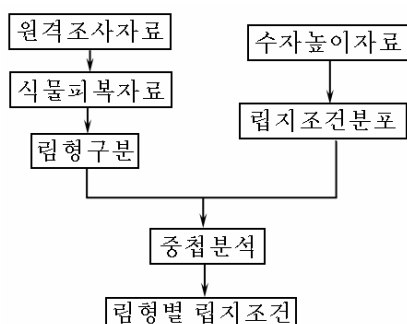 원격조사자료
수자높이자료
식물피복자료
립지조건분포
림형구분
중첩분석
림형별 립지조건